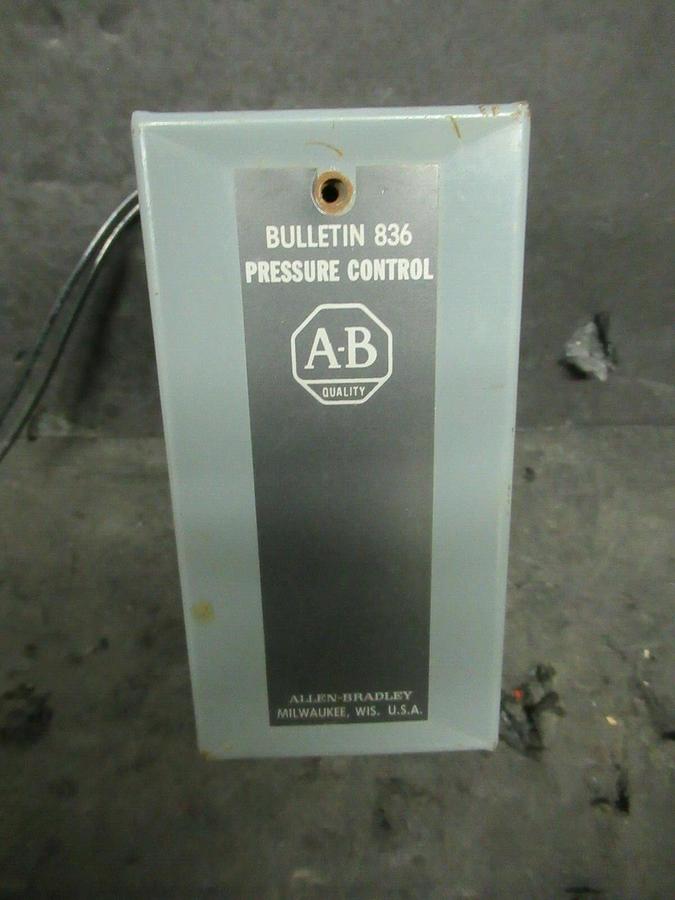 BULLETIN 836
PRESSURE CONTROL
A-B
QUALITY
ALLEN-BRADLEY
MILWAUKEE, WIS. U.S.A.